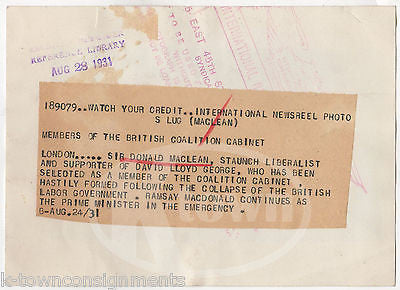 REFERENCE LIBRARY
AUG 28 1931
EAST 45TH S
SYNDIC
INTERNATIONAL
189079..WATCH YOUR CREDIT..INTERNATIONAL NEWSREEL PHOTO
S LUG (MACLEAN)
MEMBERS OF THE BRITISH COALITION CABINET
LONDON..... SIR DONALD MACLEAN, STAUNCH LIBERALIST
AND SUPPORTER OF DAVID LLOYD GEORGE, WHO HAS BEEN
SELECTED AS A MEMBER OF THE COALITION CABINET,
HASTILY FORMED FOLLOWING THE COLLAPSE OF THE BRITISH
LABOR GOVERNMENT. RAMSAY MACDONALD CONTINUES AS
THE PRIME MINISTER IN THE EMERGENCY.
B-AUG.24/31
k-townconsignments